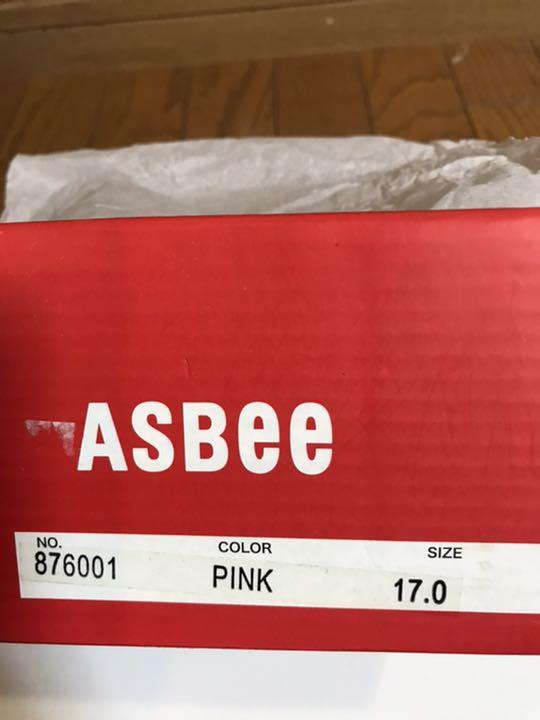 ASBee
NO. COLOR SIZE
876001 PINK 17.0